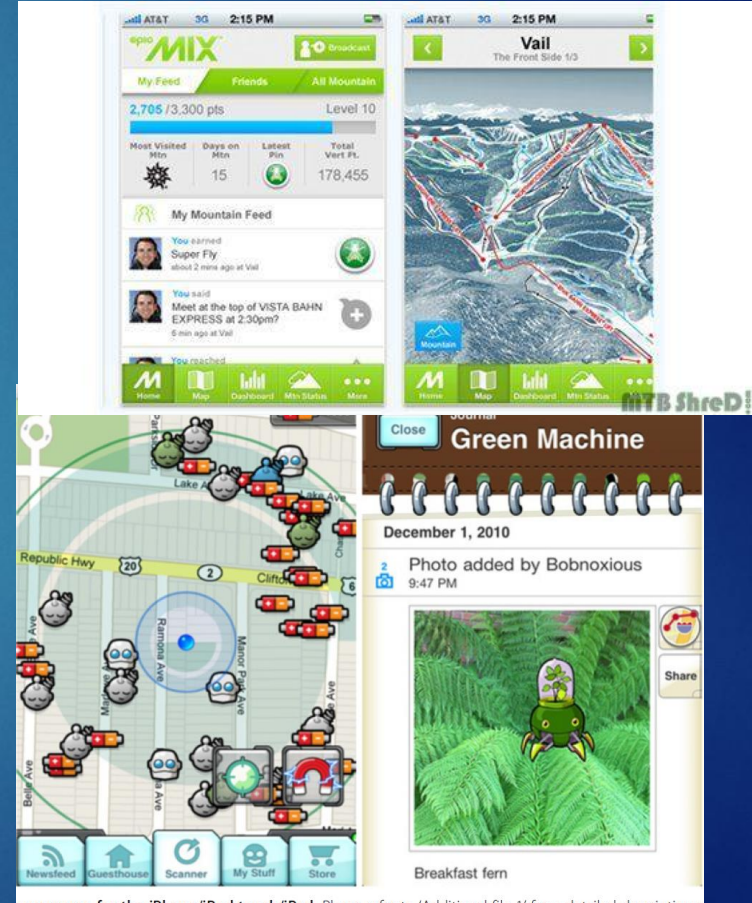 AT&T 3G 2:15 PM
epic MIX
Broadcast
My Feed Friends All Mountain
2,705 /3,300 pts Level 10
Most Visited Mtn
Days on Mtn
Latest Pin
Total Vert Ft.
15 178,455
My Mountain Feed
You earned
Super Fly
about 2 mins ago at Vail
You said
Meet at the top of VISTA BAHN
EXPRESS at 2:30pm?
6 min ago at Vail
You reached
Home Map Dashboard Mtn Status More
AT&T 3G 2:15 PM
Vail
The Front Side 1/3
Mountain
Home Map Dashboard Mtn Status More
MTB ShreD
Lake A
Lake Ave
Republic Hwy
20
2
Clifto
6
Ramona Ave
Manor Park Ave
Belle Ave
Newsfeed Guesthouse Scanner My Stuff Store
Close
Journal
Green Machine
December 1, 2010
2
Photo added by Bobnoxious
9:47 PM
Share
Breakfast fern